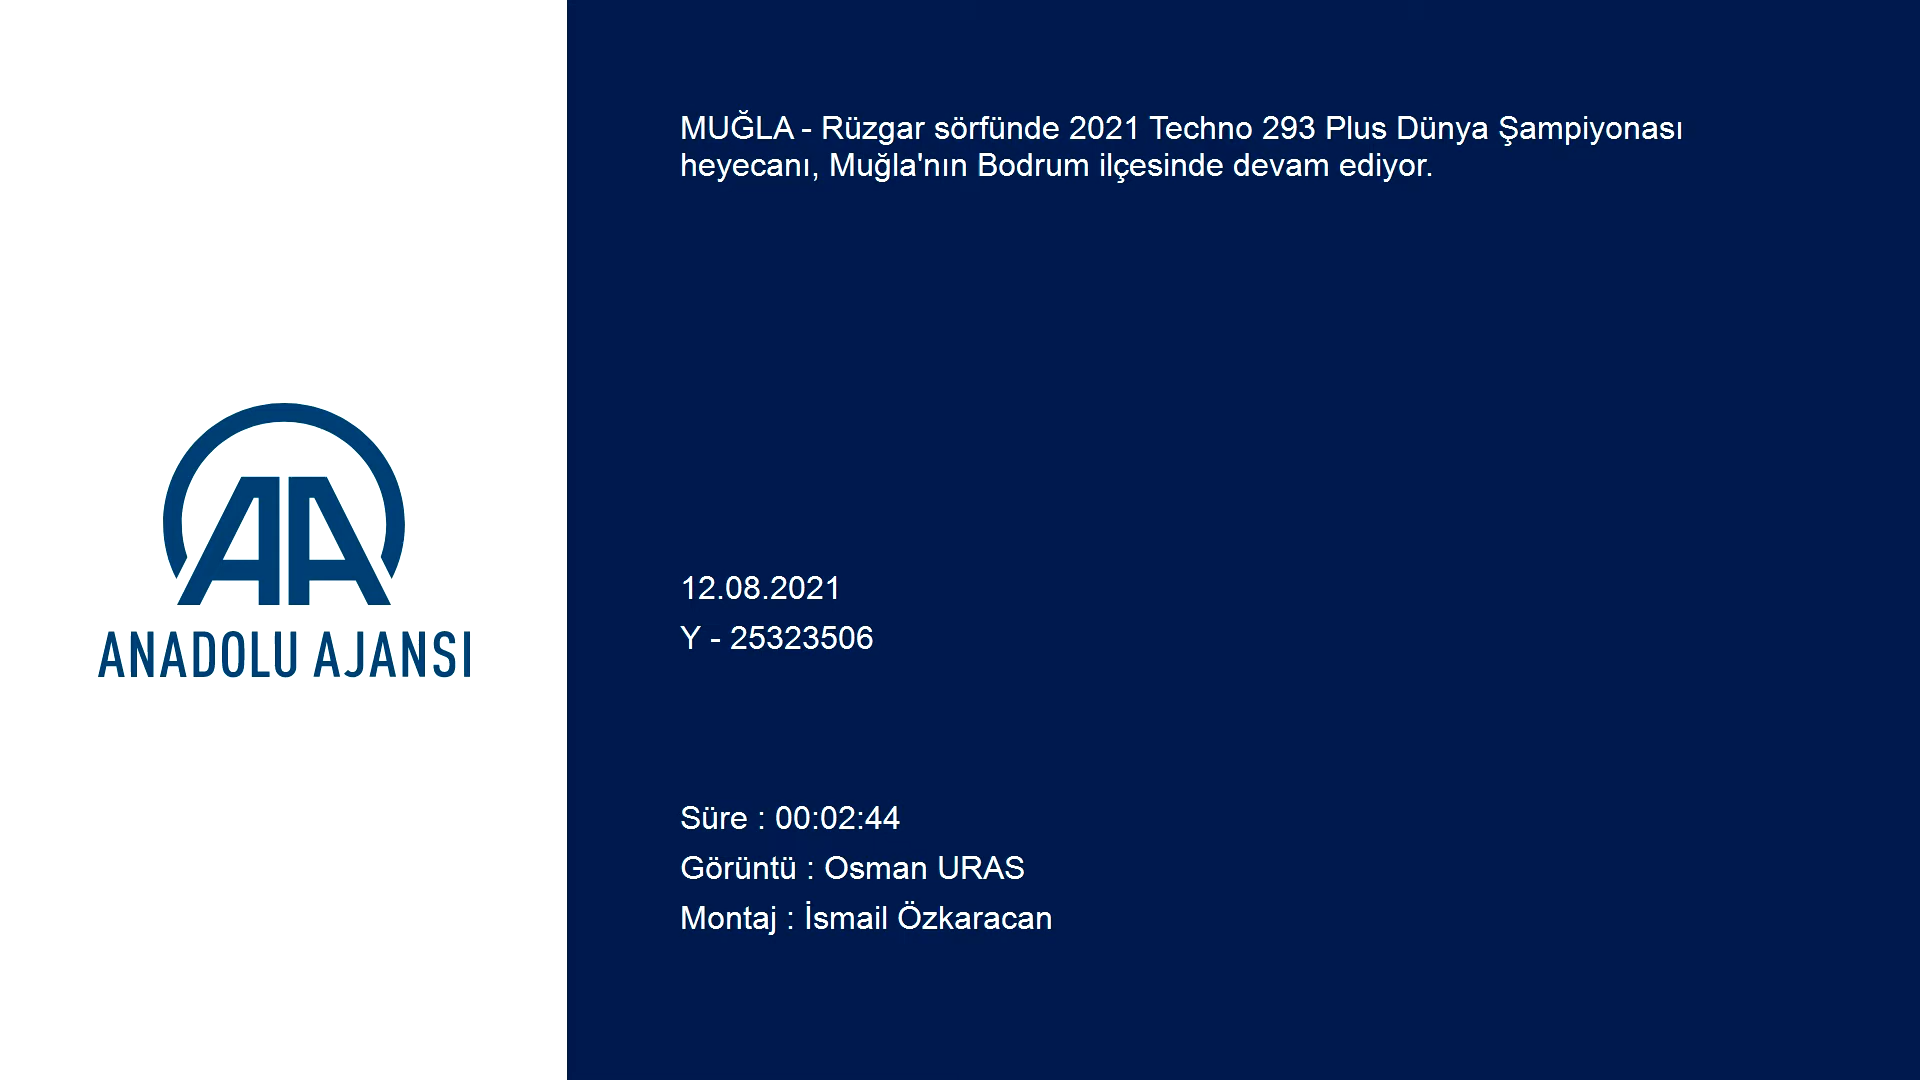 MUĞLA - Rüzgar sörfünde 2021 Techno 293 Plus Dünya Şampiyonası
heyecanı, Muğla'nın Bodrum ilçesinde devam ediyor.
AA
ANADOLU AJANSI
12.08.2021
Y - 25323506
Süre : 00:02:44
Görüntü : Osman URAS
Montaj : İsmail Özkaracan